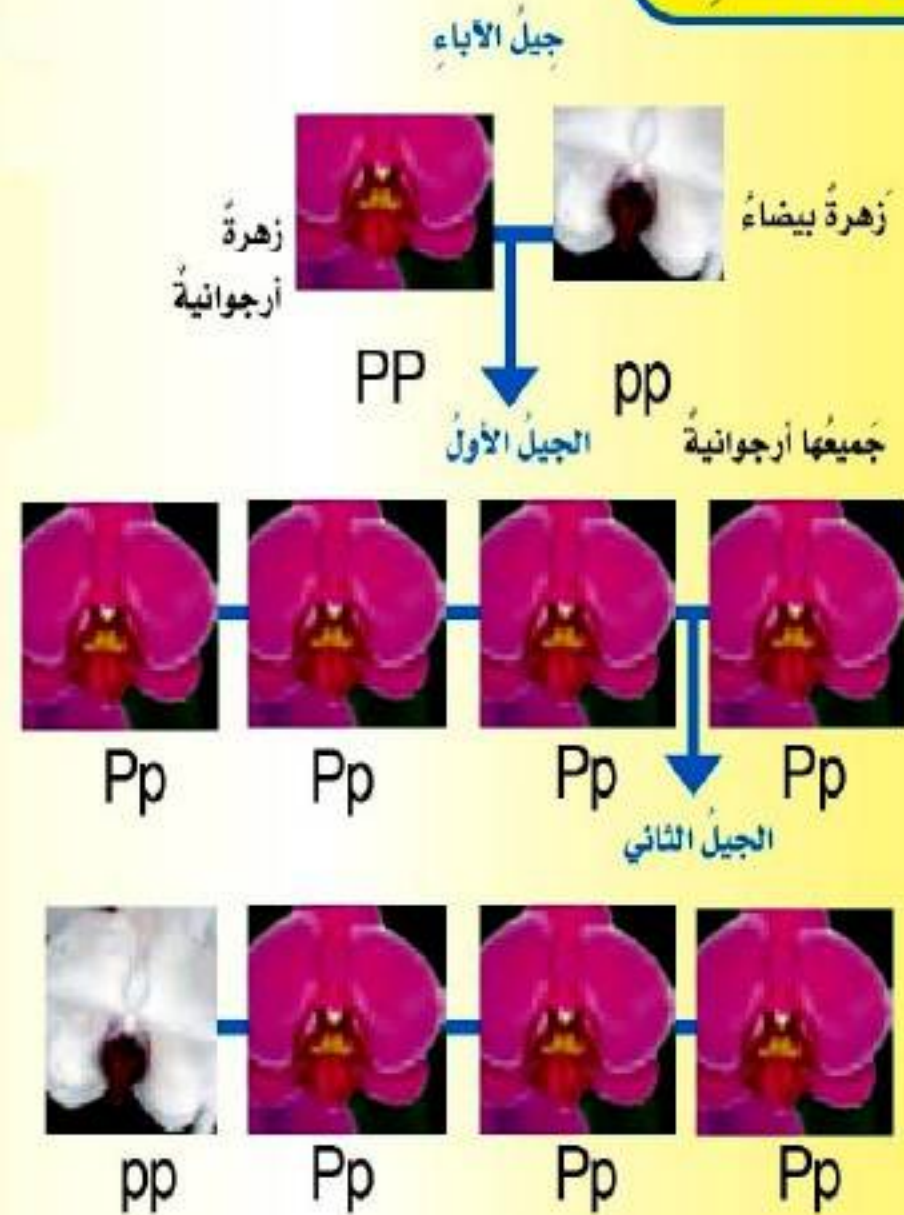 جِيلُ الآباءِ
زهرةٌ بيضاءُ
زهرةٌ
أرجوانيةٌ
PP
pp
الجيلُ الأولُ
جَميعُها أرجوانيةٌ
Pp Pp Pp Pp
الجيلُ الثاني
pp Pp Pp Pp